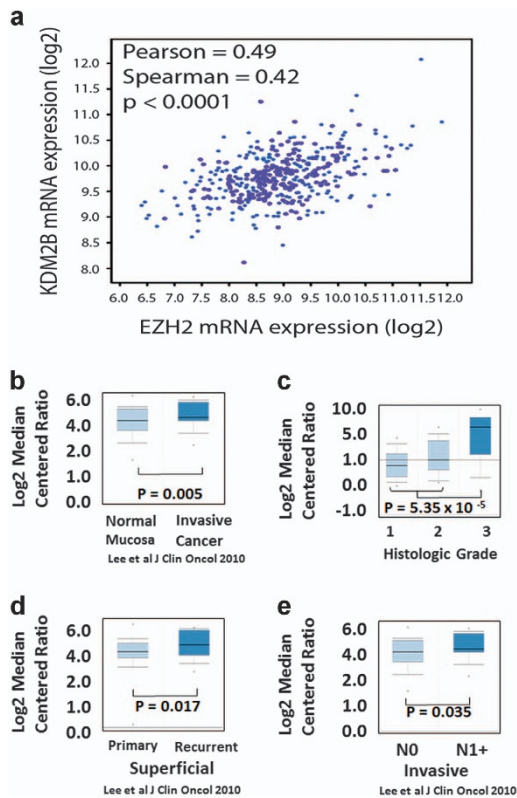 a
Pearson = 0.49
Spearman = 0.42
p < 0.0001
KDM2B mRNA expression (log2)
12.0
11.5
11.0
10.5
10.0
9.5
9.0
8.0
6.0 6.5 7.0 7.5 8.0 8.5 9.0 9.5 10.0 10.5 11.0 11.5 12.0
EZH2 mRNA expression (log2)
b
Log2 Median
Centered Ratio
6.0
4.0
2.0
1.0
0.0
P = 0.005
Normal Invasive
Mucosa Cancer
Lee et al J Clin Oncol 2010
c
Log2 Median
Centered Ratio
10.0
5.0
1.0
0.0
-1.0
P = 5.35 x 10 -5
1 2 3
Histologic Grade
d
Log2 Median
Centered Ratio
6.0
4.0
2.0
1.0
0.0
P = 0.017
Primary Recurrent
Superficial
Lee et al J Clin Oncol 2010
e
Log2 Median
Centered Ratio
6.0
4.0
2.0
1.0
0.0
P = 0.035
N0 N1+
Invasive
Lee et al J Clin Oncol 2010